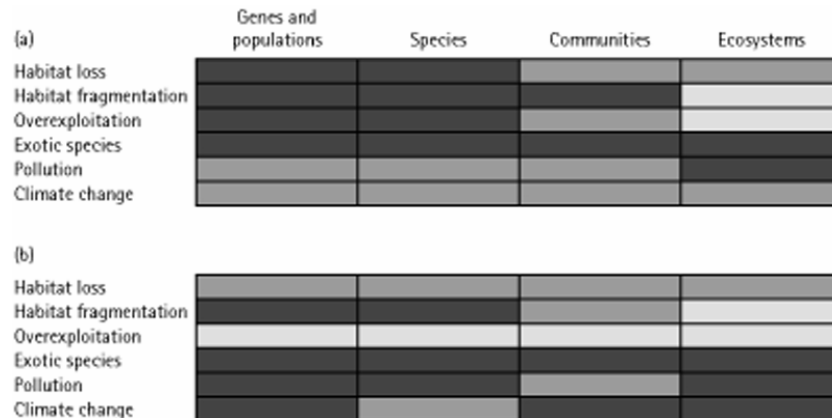 Genes and
(a) populations Species Communities Ecosystems
Habitat loss
Habitat fragmentation
Overexploitation
Exotic species
Pollution
Climate change
(b)
Habitat loss
Habitat fragmentation
Overexploitation
Exotic species
Pollution
Climate change